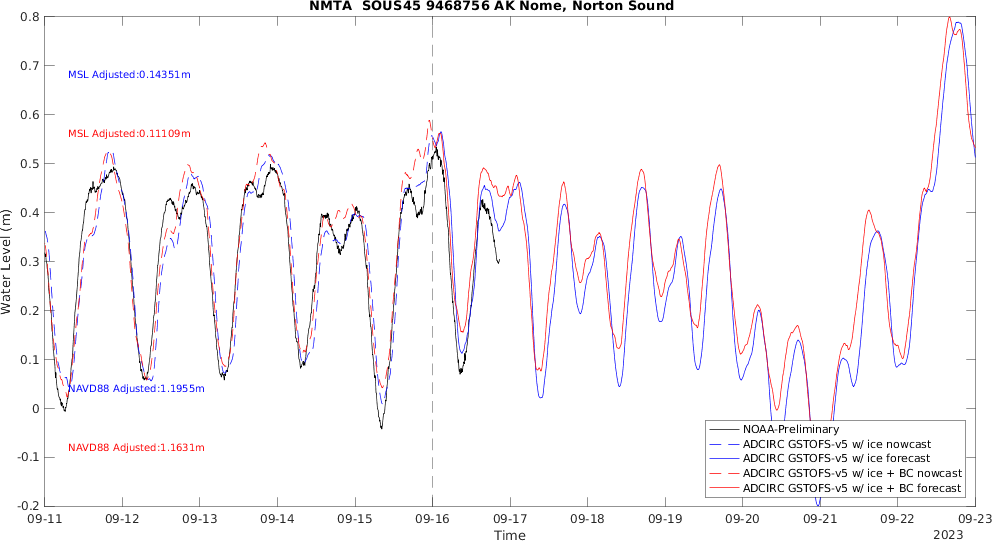 NMTA SOUS45 9468756 AK Nome, Norton Sound
0.8
0.7
0.6
0.5
0.4
0.3
0.2
0.1
0
-0.1
-0.2
Water Level (m)
MSL Adjusted:0.14351m
MSL Adjusted:0.11109m
NAVD88 Adjusted:1.1955m
NAVD88 Adjusted:1.1631m
NOAA-Preliminary
ADCIRC GSTOFS-v5 w/ ice nowcast
ADCIRC GSTOFS-v5 w/ ice forecast
ADCIRC GSTOFS-v5 w/ ice + BC nowcast
ADCIRC GSTOFS-v5 w/ ice + BC forecast
09-11 09-12 09-13 09-14 09-15 09-16 09-17 09-18 09-19 09-20 09-21 09-22 09-23
Time
2023